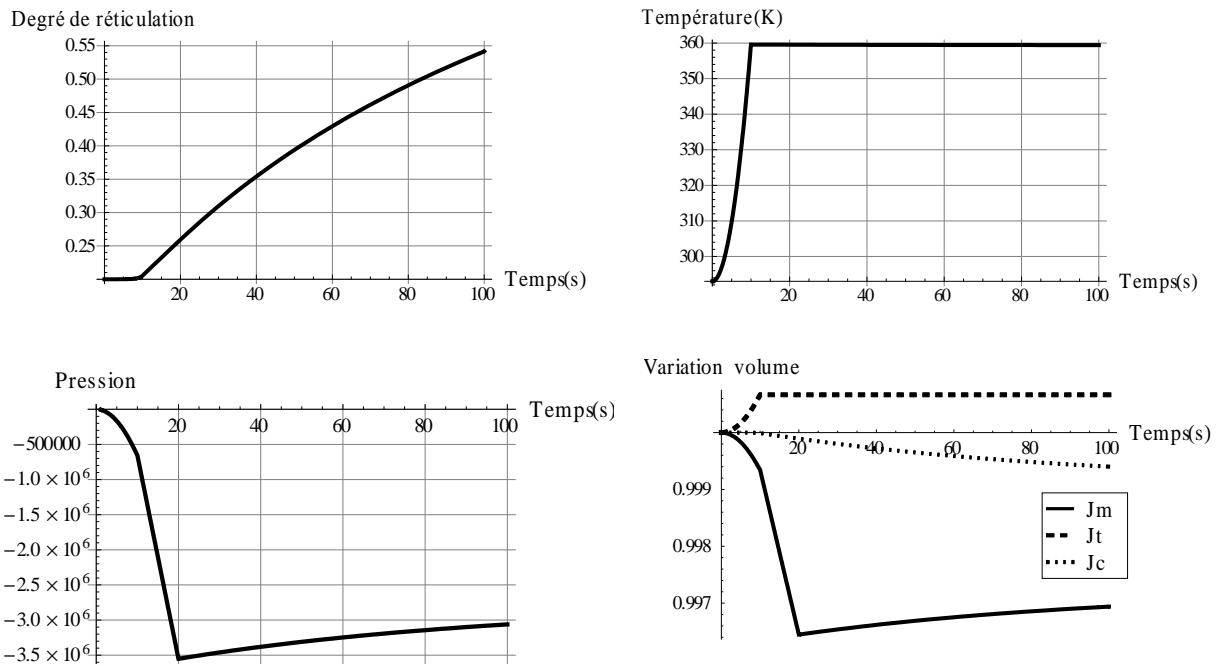 Degré de réticulation
0.55
0.50
0.45
0.40
0.35
0.30
0.25
20 40 60 80 100 Temps(s)
Température(K)
360
350
340
330
320
310
300
20 40 60 80 100 Temps(s)
Pression
20 40 60 80 100 Temps(s)
−500000
−1.0 × 10⁶
−1.5 × 10⁶
−2.0 × 10⁶
−2.5 × 10⁶
−3.0 × 10⁶
−3.5 × 10⁶
Variation volume
20 40 60 80 100 Temps(s)
0.999
0.998
0.997
Jm
Jt
Jc